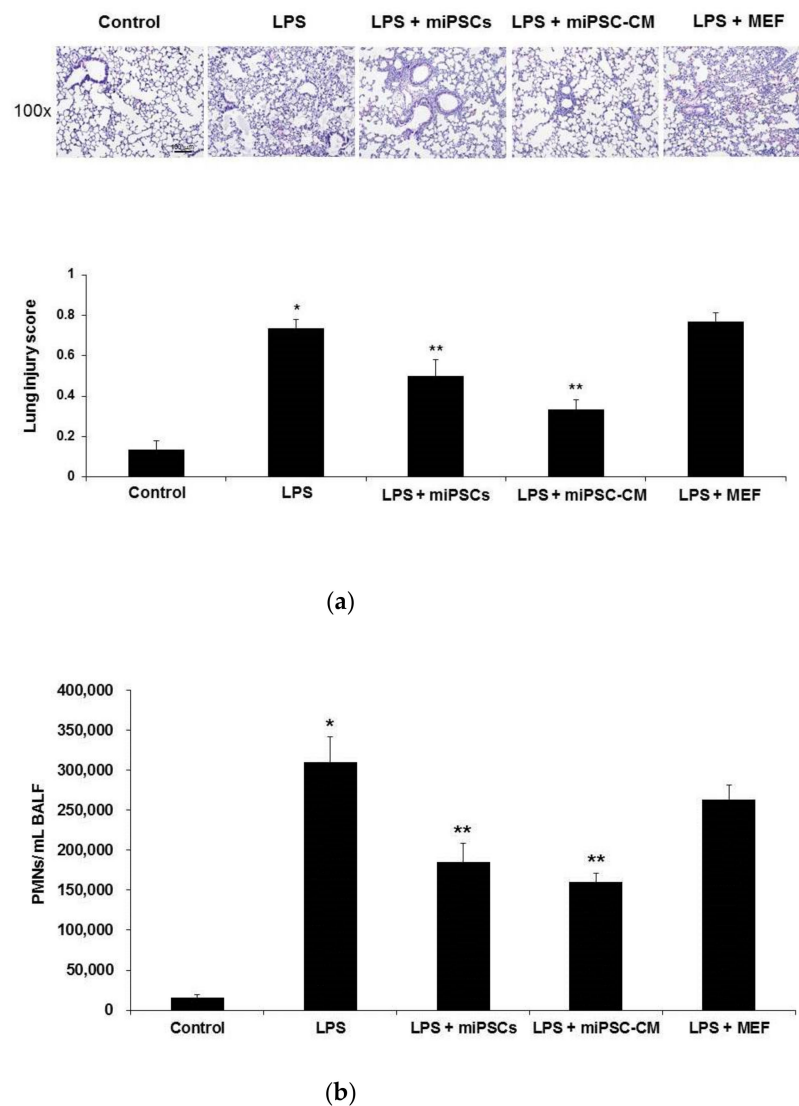 Control LPS LPS + miPSCs LPS + miPSC-CM LPS + MEF
100x
100 μm
1
0.8
0.6
0.4
0.2
0
Lung injury score
*
**
**
Control LPS LPS + miPSCs LPS + miPSC-CM LPS + MEF
(a)
400,000
350,000
300,000
250,000
200,000
150,000
100,000
50,000
0
PMNs/ mL BALF
*
**
**
Control LPS LPS + miPSCs LPS + miPSC-CM LPS + MEF
(b)